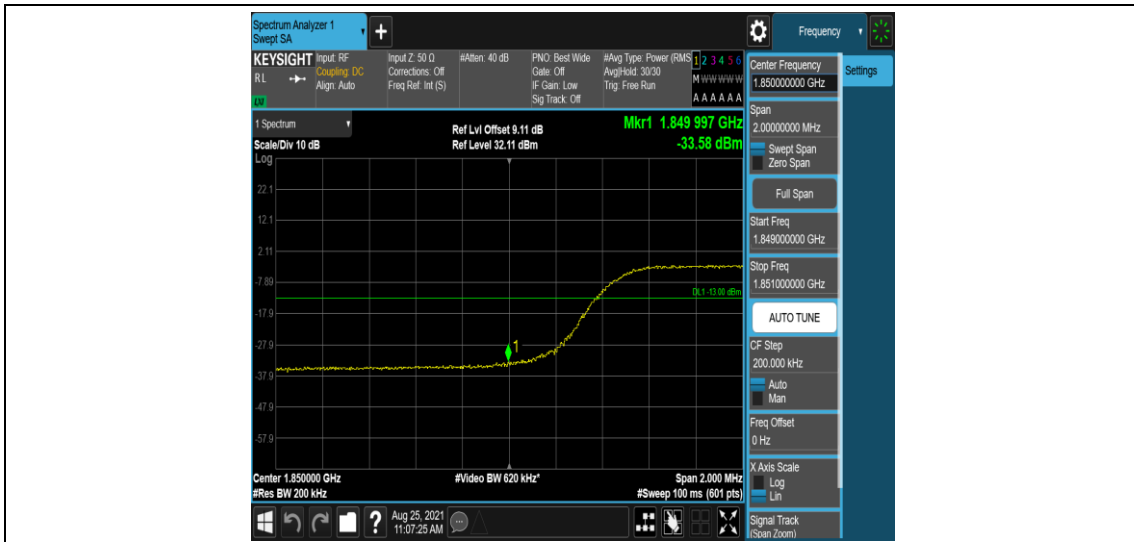 Spectrum Analyzer 1
Swept SA
+
Frequency
KEYSIGHT
RL
LXI
Input: RF
Coupling: DC
Align: Auto
Input Z: 50 Ω
Corrections: Off
Freq Ref: Int (S)
#Atten: 40 dB
PNO: Best Wide
Gate: Off
IF Gain: Low
Sig Track: Off
#Avg Type: Power (RMS
Avg|Hold: 30/30
Trig: Free Run
1 2 3 4 5 6
M W W W W W
A A A A A A
Center Frequency
1.850000000 GHz
Settings
Span
2.00000000 MHz
Swept Span
Zero Span
Full Span
Start Freq
1.849000000 GHz
Stop Freq
1.851000000 GHz
AUTO TUNE
CF Step
200.000 kHz
Auto
Man
Freq Offset
0 Hz
X Axis Scale
Log
Lin
Signal Track
(Span Zoom)
1 Spectrum
Scale/Div 10 dB
Log
Ref Lvl Offset 9.11 dB
Ref Level 32.11 dBm
Mkr1 1.849 997 GHz
-33.58 dBm
22.1
12.1
2.11
-7.89
DL1 -13.00 dBm
-17.9
-27.9
1
-37.9
-47.9
-57.9
Center 1.850000 GHz
#Res BW 200 kHz
#Video BW 620 kHz*
Span 2.000 MHz
#Sweep 100 ms (601 pts)
?
Aug 25, 2021
11:07:25 AM